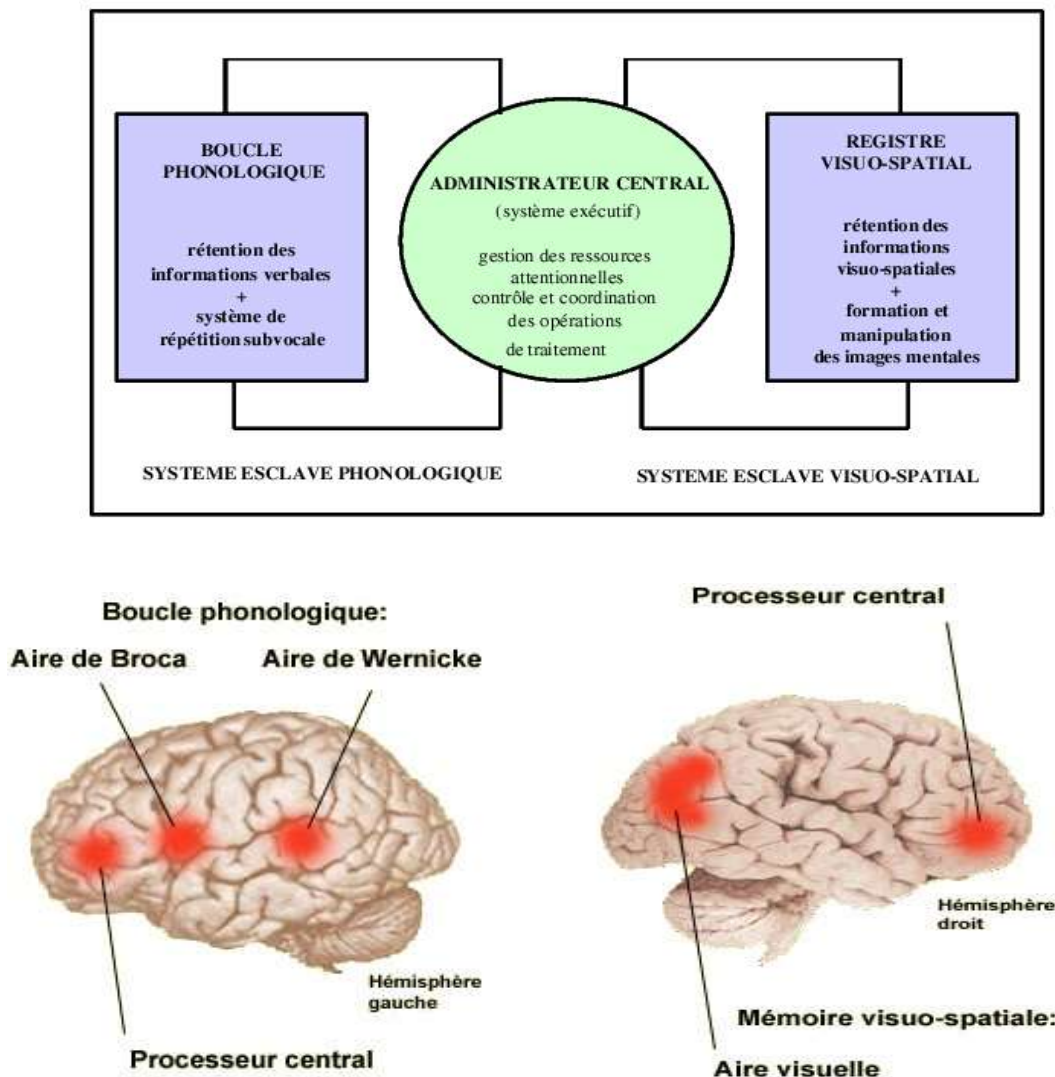 BOUCLE
PHONOLOGIQUE
rétention des
informations verbales
+
système de
répétition subvocale
ADMINISTRATEUR CENTRAL
(système exécutif)
gestion des ressources
attentionnelles
contrôle et coordination
des opérations
de traitement
REGISTRE
VISUO-SPATIAL
rétention des
informations
visuo-spatiales
+
formation et
manipulation
des images mentales
SYSTEME ESCLAVE PHONOLOGIQUE
SYSTEME ESCLAVE VISUO-SPATIAL
Boucle phonologique:
Aire de Broca
Aire de Wernicke
Hémisphère
gauche
Processeur central
Processeur central
Hémisphère
droit
Mémoire visuo-spatiale:
Aire visuelle